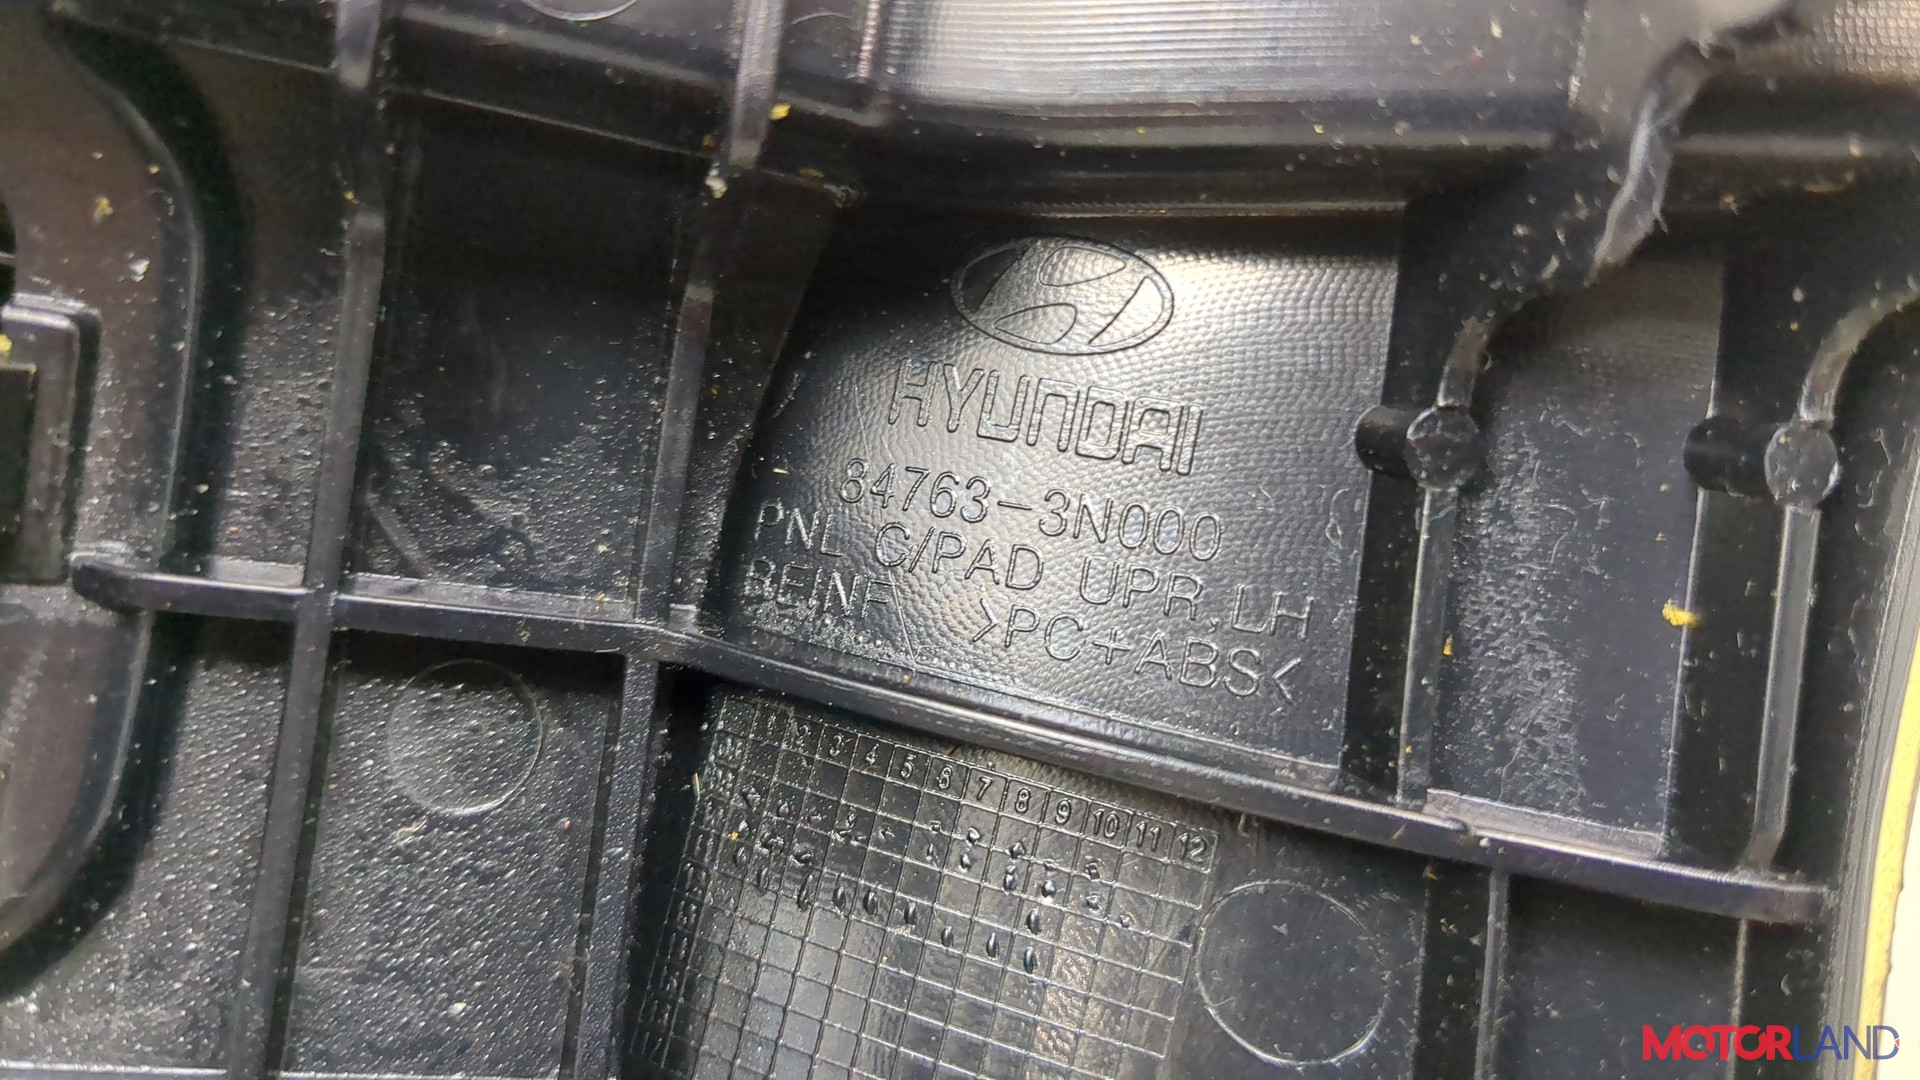 HYUNDAI
84763-3N000
PNL C/PAD UPR,LH
REINF >PC+ABS<
1 2 3 4 5 6 7 8 9 10 11 12
MOTORLAND